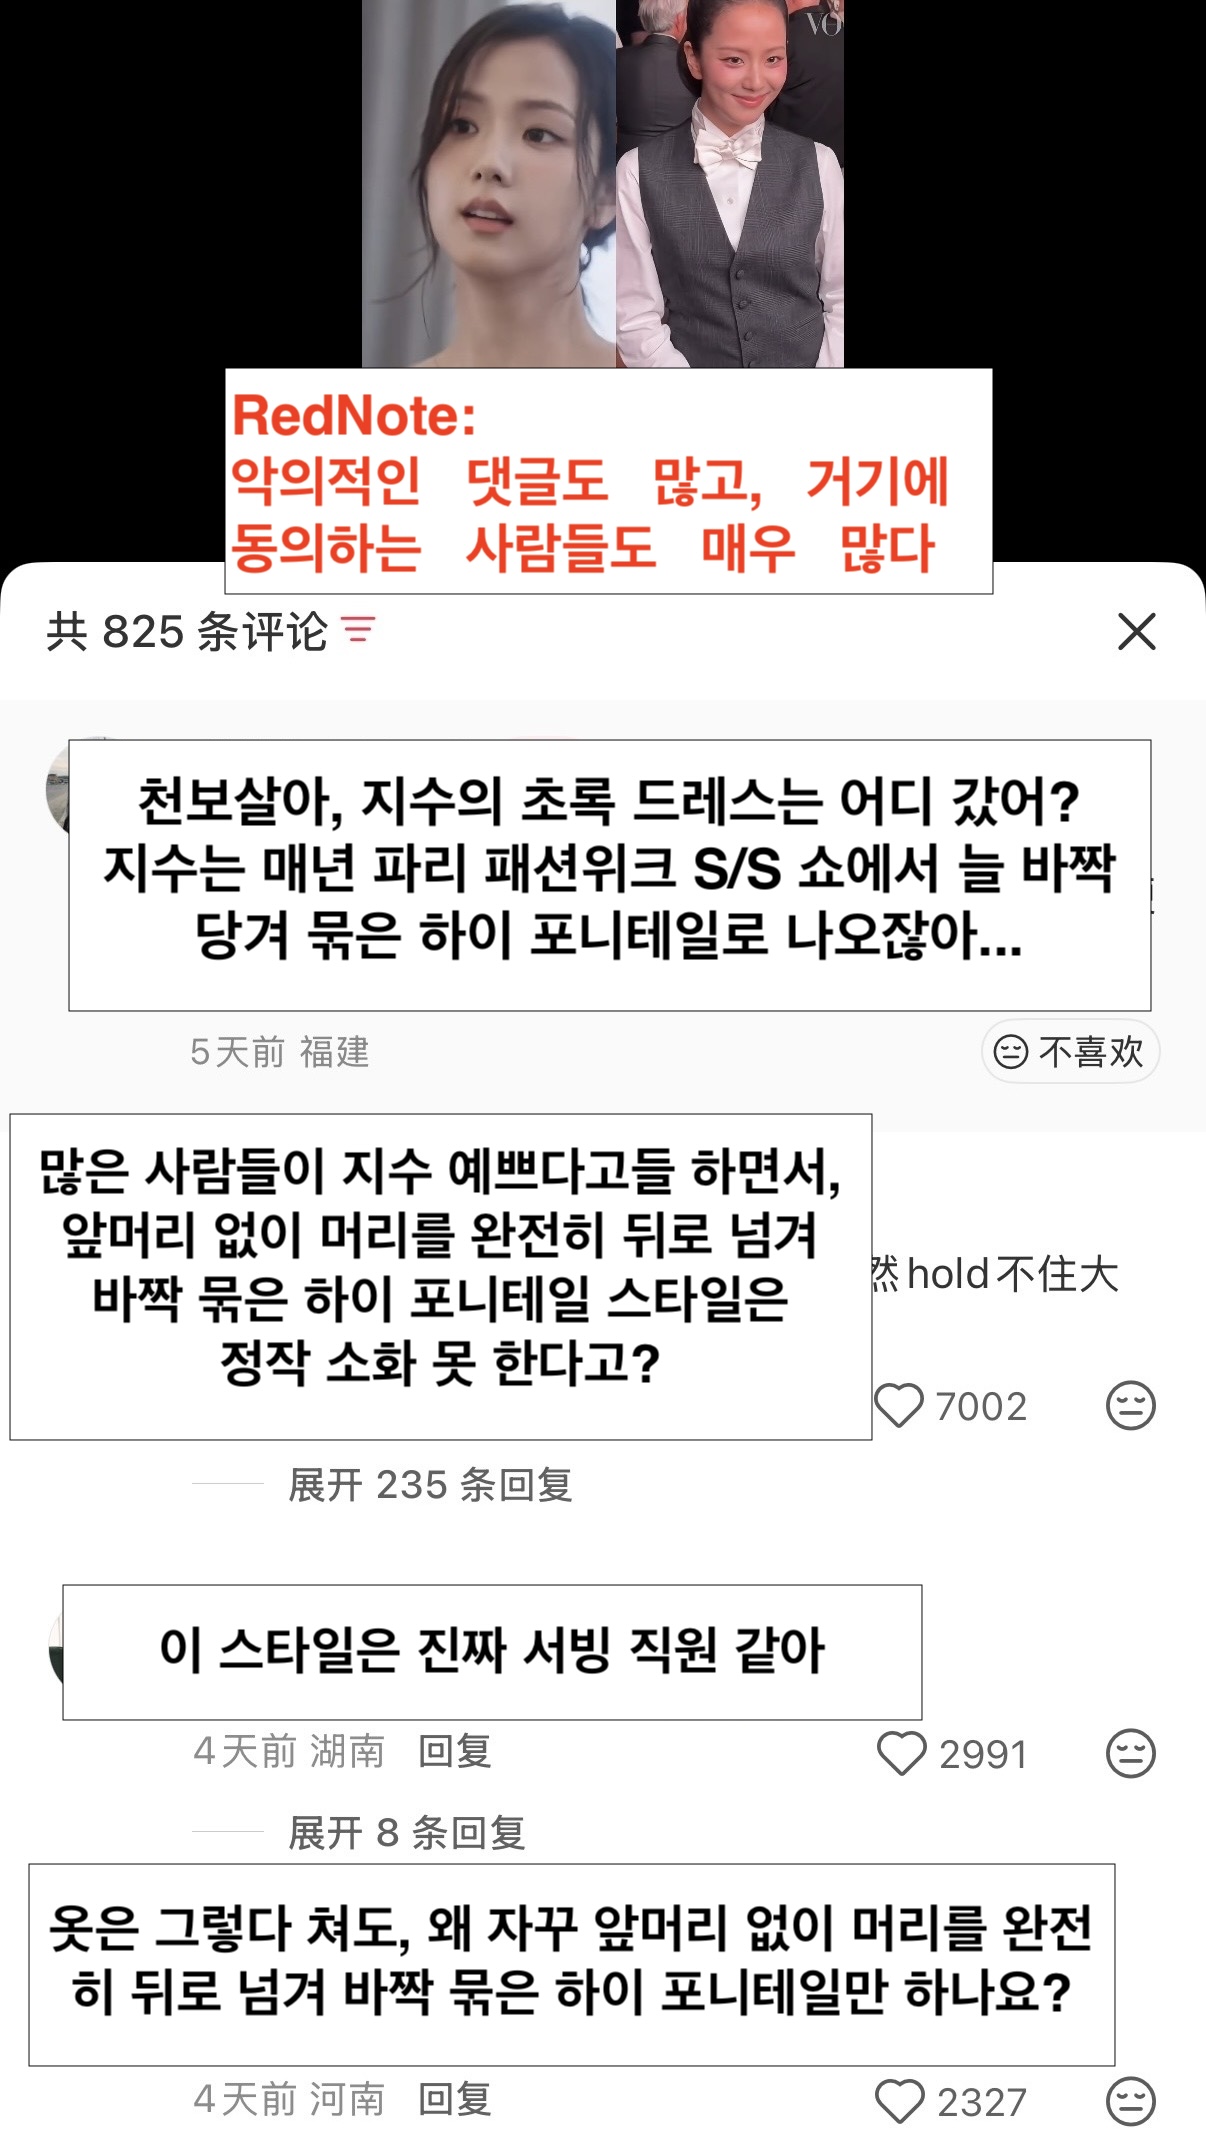 VO
RedNote:
악의적인 댓글도 많고, 거기에
동의하는 사람들도 매우 많다
共 825 条评论
천보살아, 지수의 초록 드레스는 어디 갔어?
지수는 매년 파리 패션위크 S/S 쇼에서 늘 바짝
당겨 묶은 하이 포니테일로 나오잖아...
5天前 福建
不喜欢
많은 사람들이 지수 예쁘다고들 하면서,
앞머리 없이 머리를 완전히 뒤로 넘겨
바짝 묶은 하이 포니테일 스타일은
정작 소화 못 한다고?
然hold不住大
7002
展开 235 条回复
이 스타일은 진짜 서빙 직원 같아
4天前 湖南 回复
2991
展开 8 条回复
옷은 그렇다 쳐도, 왜 자꾸 앞머리 없이 머리를 완전
히 뒤로 넘겨 바짝 묶은 하이 포니테일만 하나요?
4天前 河南 回复
2327